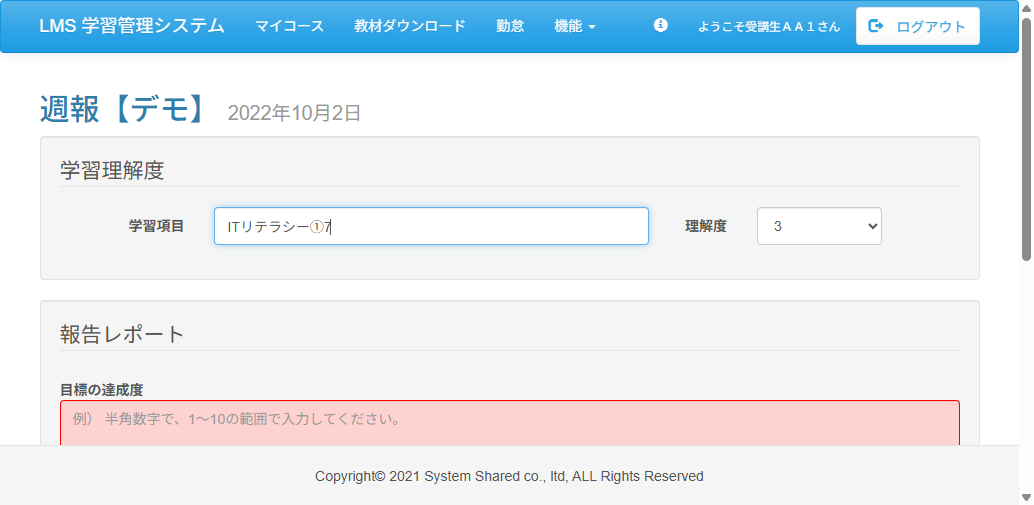 LMS 学習管理システム マイコース 教材ダウンロード 勤怠 機能 ようこそ受講生ＡＡ１さん ログアウト
週報【デモ】 2022年10月2日
学習理解度
学習項目 ITリテラシー①7 理解度 3
報告レポート
目標の達成度
例） 半角数字で、1～10の範囲で入力してください。
Copyright© 2021 System Shared co., ltd, ALL Rights Reserved